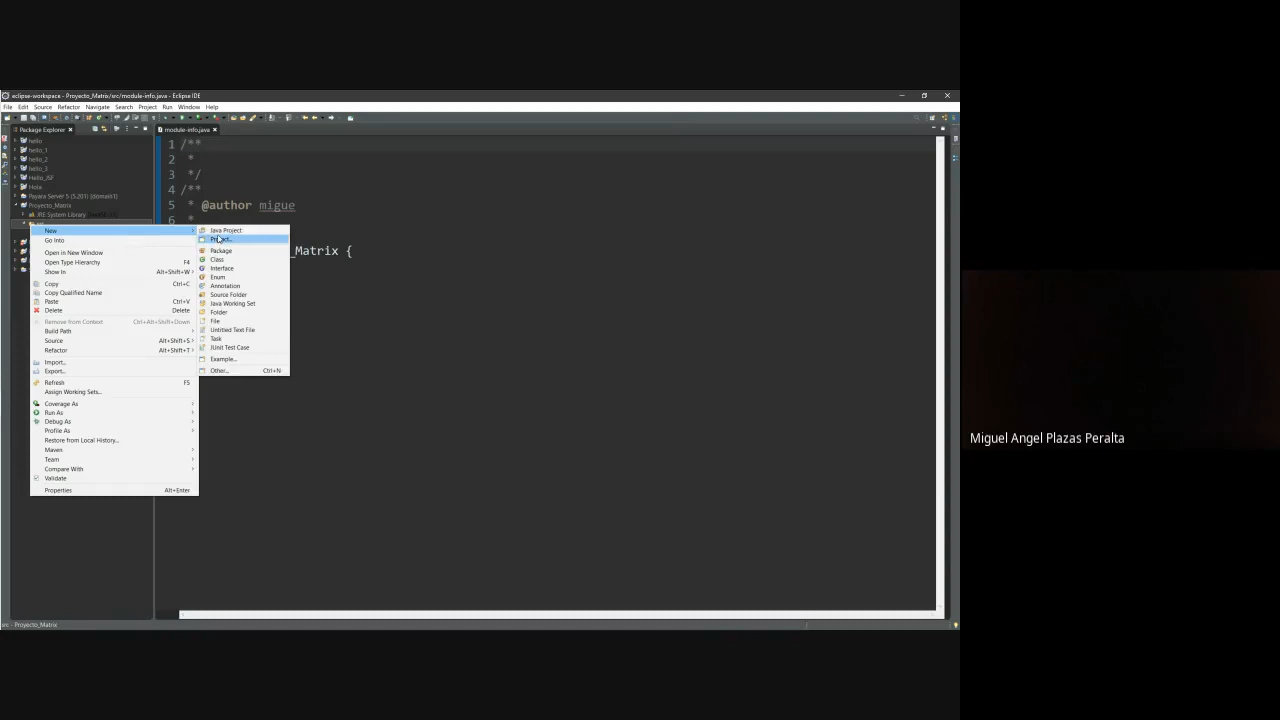 eclipse-workspace - Proyecto_Matrix/src/module-info.java - Eclipse IDE
File Edit Source Refactor Navigate Search Project Run Window Help
Package Explorer
module-info.java
hello
hello_1
hello_2
hello_3
Hello_JSF
Hola
Payara Server 5 (5.201) [domain1]
Proyecto_Matrix
JRE System Library
1 /**
2 *
3 */
4 /**
5 * @author migue
6 *
_Matrix {
New
Go Into
Open in New Window
Open Type Hierarchy F4
Show In Alt+Shift+W
Copy Ctrl+C
Copy Qualified Name
Paste Ctrl+V
Delete Delete
Remove from Context Ctrl+Alt+Shift+Down
Build Path
Source Alt+Shift+S
Refactor Alt+Shift+T
Import...
Export...
Refresh F5
Assign Working Sets...
Coverage As
Run As
Debug As
Profile As
Restore from Local History...
Maven
Team
Compare With
Validate
Properties Alt+Enter
Java Project
Project...
Package
Class
Interface
Enum
Annotation
Source Folder
Java Working Set
Folder
File
Untitled Text File
Task
JUnit Test Case
Example...
Other... Ctrl+N
src - Proyecto_Matrix
Miguel Angel Plazas Peralta